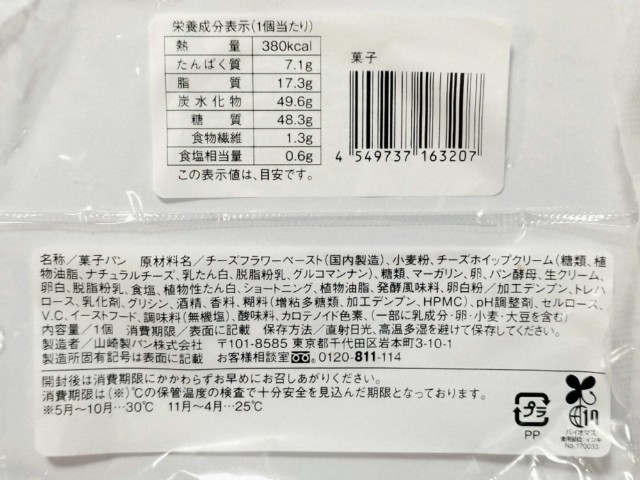 栄養成分表示(1個当たり)
熱量 380kcal
たんぱく質 7.1g
脂質 17.3g
炭水化物 49.6g
糖質 48.3g
食物繊維 1.3g
食塩相当量 0.6g
この表示値は、目安です。
菓子
4 549737 163207
名称/菓子パン 原材料名/チーズフラワーペースト(国内製造)、小麦粉、チーズホイップクリーム(糖類、植
物油脂、ナチュラルチーズ、乳たん白、脱脂粉乳、グルコマンナン)、糖類、マーガリン、卵、パン酵母、生クリーム、
卵白、脱脂粉乳、食塩、植物性たん白、ショートニング、植物油脂、発酵風味料、卵白粉/加工デンプン、トレハ
ロース、乳化剤、グリシン、酒精、香料、糊料(増粘多糖類、加工デンプン、HPMC)、pH調整剤、セルロース、
V.C、イーストフード、調味料(無機塩)、酸味料、カロテノイド色素、(一部に乳成分・卵・小麦・大豆を含む)
内容量/1個 消費期限/表面に記載 保存方法/直射日光、高温多湿を避けて保存してください。
製造者/山崎製パン株式会社 〒101-8585 東京都千代田区岩本町3-10-1
製造所固有記号は表面に記載 お客様相談室 0120-811-114
開封後は消費期限にかかわらずお早めにお召しあがりください。
消費期限は(※)℃の保管温度の検査で十分安全を見込んだ期限となっております。
※5月〜10月…30℃ 11月〜4月…25℃
プラ
PP
10
バイオマス
使用部位:インキ
No.170033